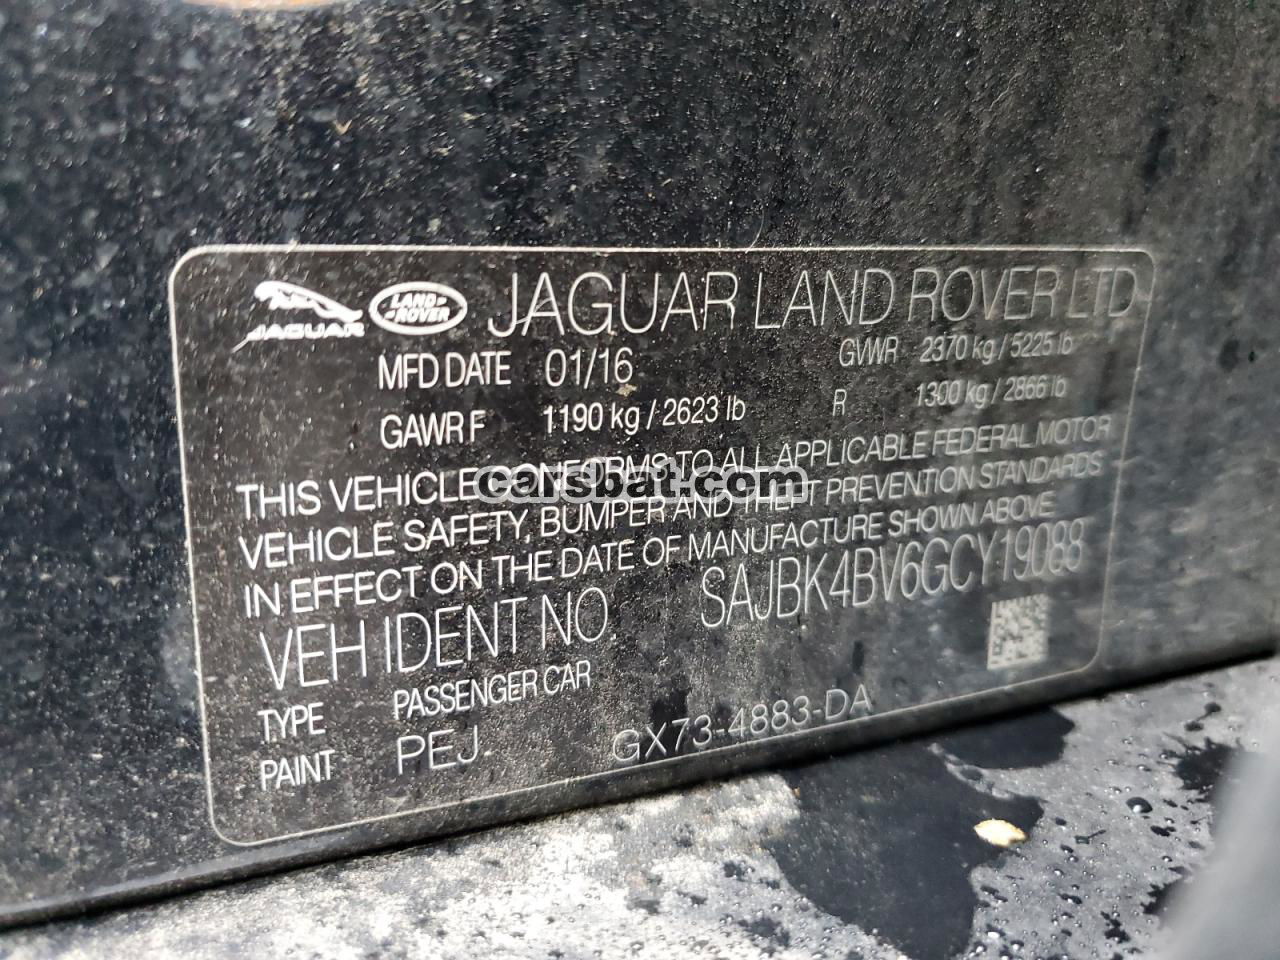 JAGUAR LAND-ROVER JAGUAR LAND ROVER LTD
MFD DATE 01/16 GVWR 2370 kg / 5225 lb
GAWR F 1190 kg / 2623 lb R 1300 kg / 2866 lb
THIS VEHICLE CONFORMS TO ALL APPLICABLE FEDERAL MOTOR
carsbat.com
VEHICLE SAFETY, BUMPER AND THEFT PREVENTION STANDARDS
IN EFFECT ON THE DATE OF MANUFACTURE SHOWN ABOVE
VEH IDENT NO. SAJBK4BV6GCY19088
TYPE PASSENGER CAR
PAINT PEJ. GX73-4883-DA